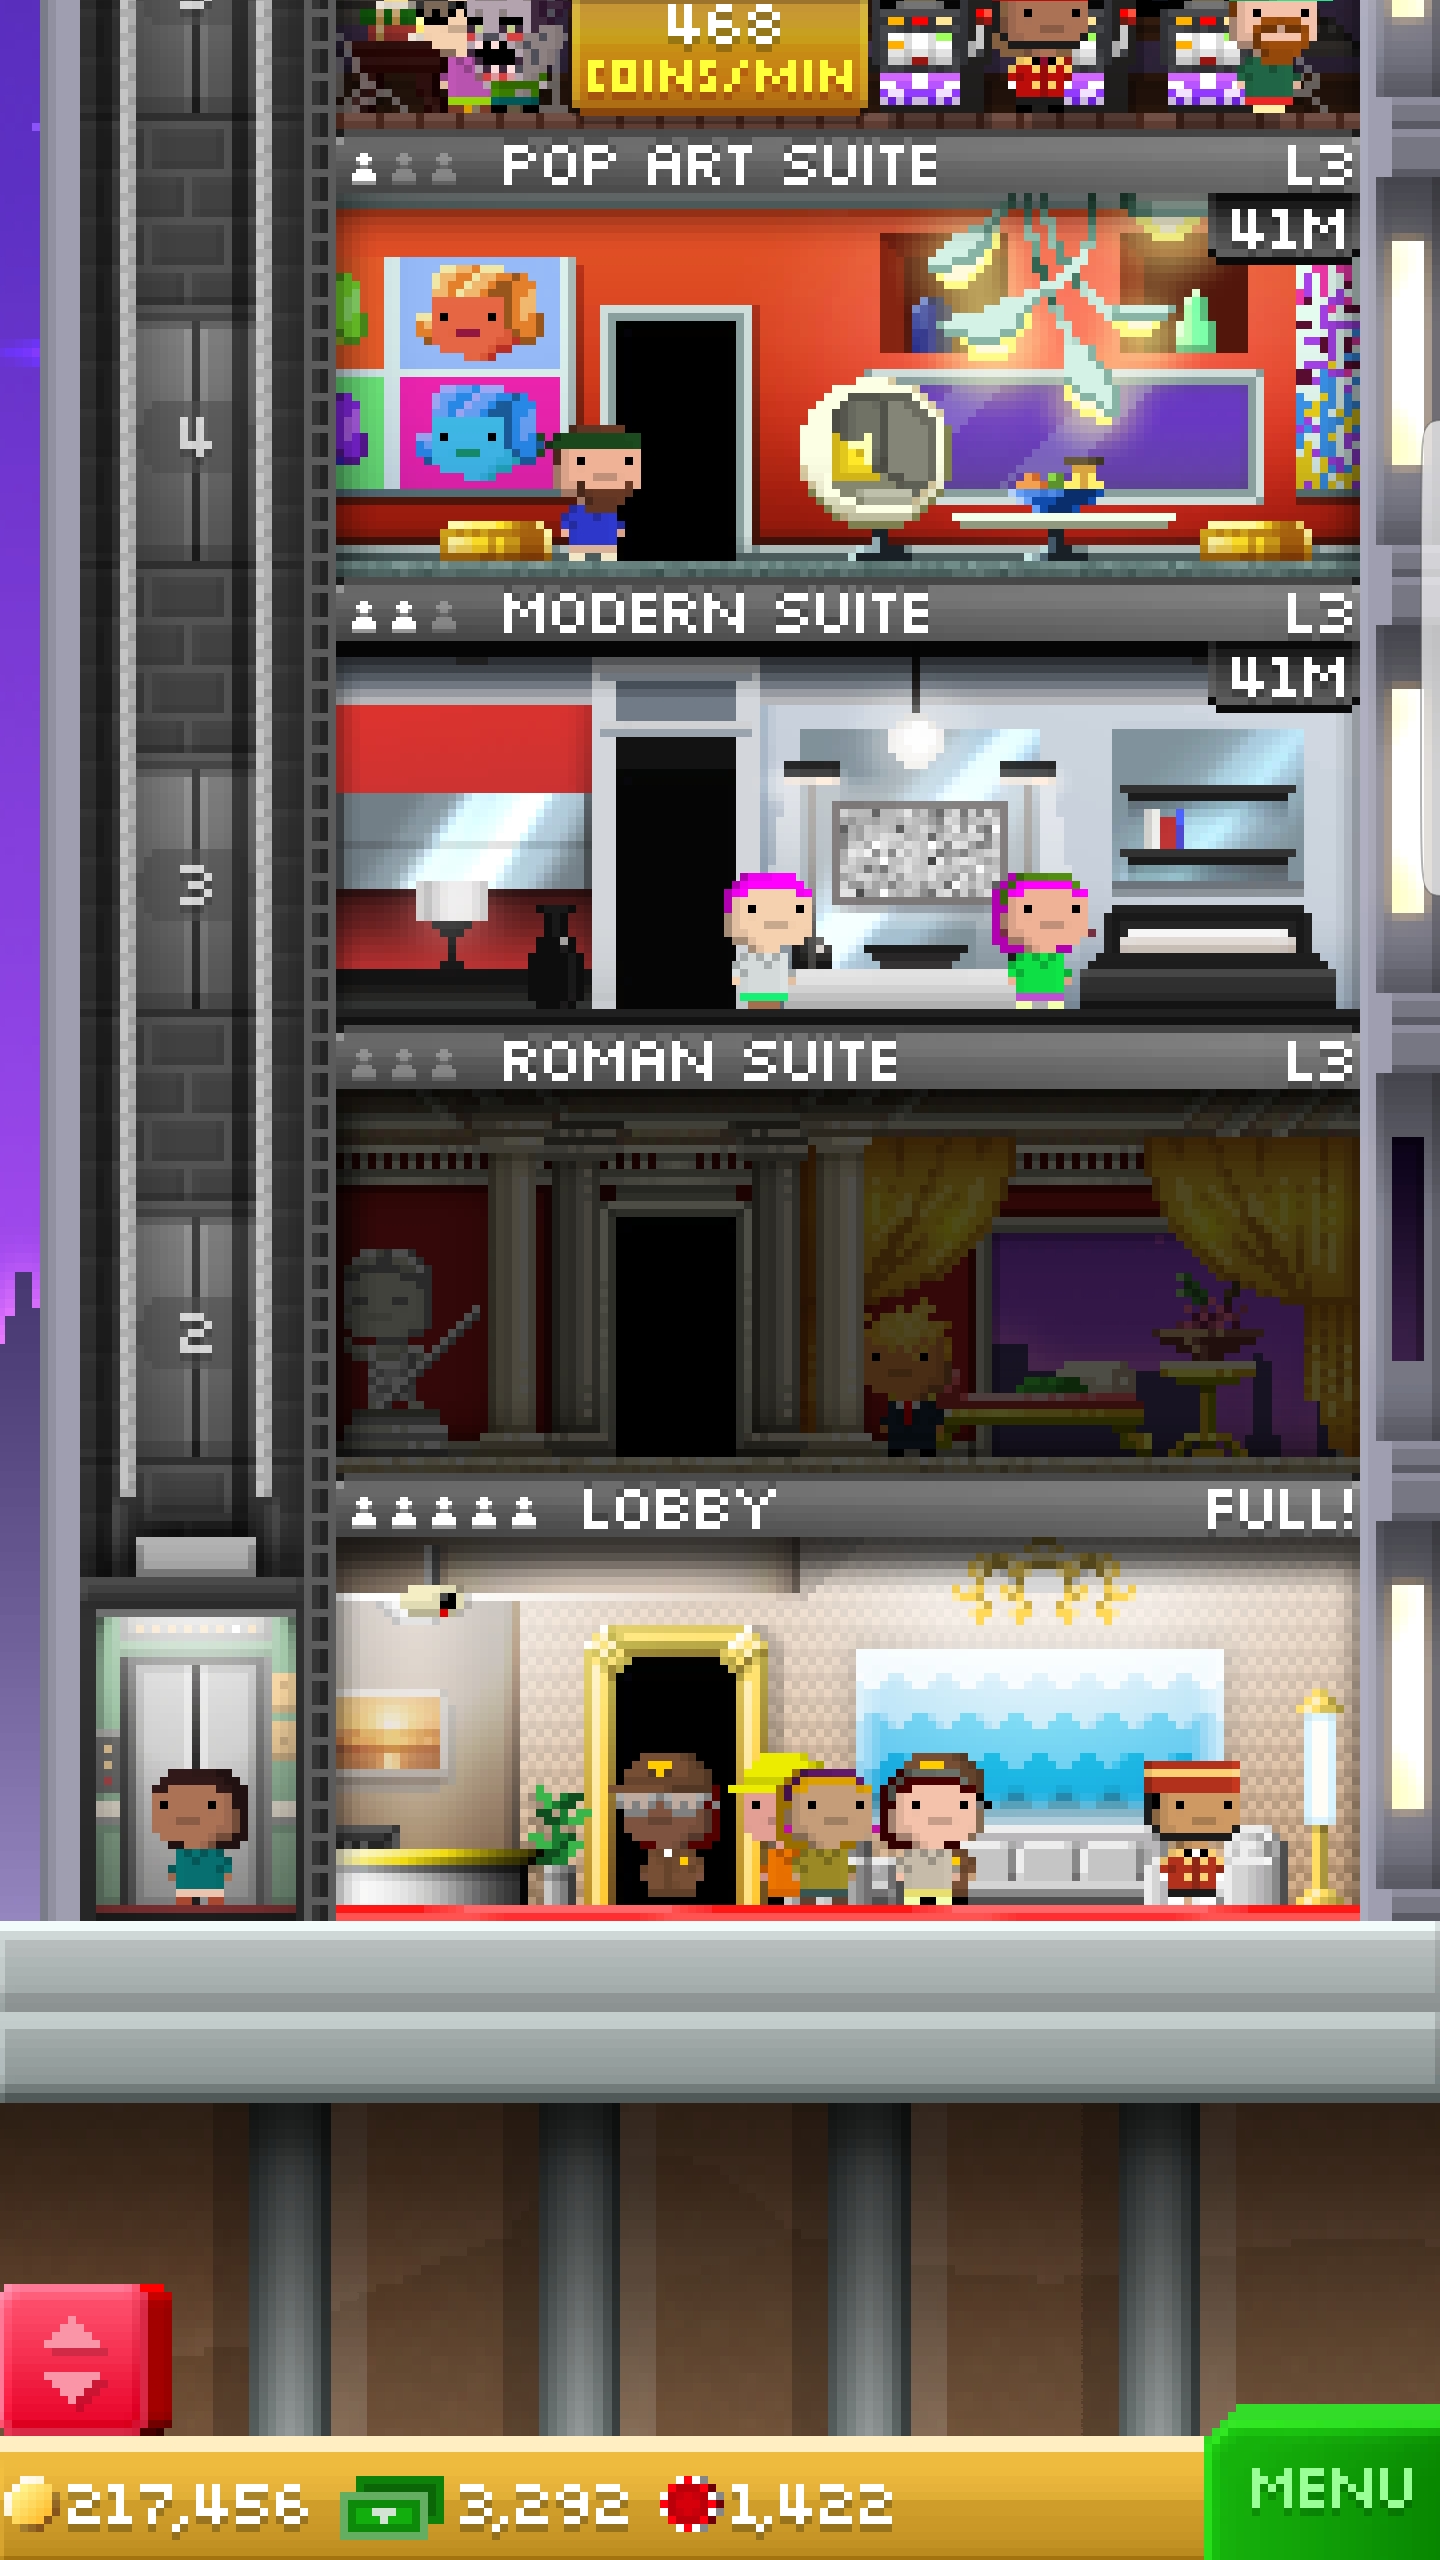 468
COINS/MIN
POP ART SUITE L3
41M
4
MODERN SUITE L3
41M
3
ROMAN SUITE L3
2
LOBBY FULL!
217,456 3,292 1,422
MENU